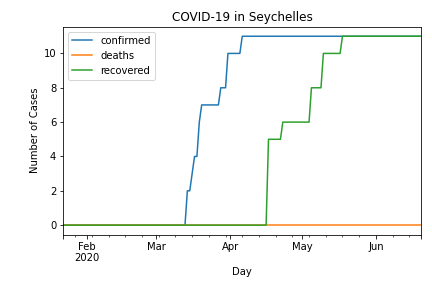 COVID-19 in Seychelles
confirmed
deaths
recovered
Number of Cases
10
8
6
4
2
0
Feb Mar Apr May Jun
2020
Day